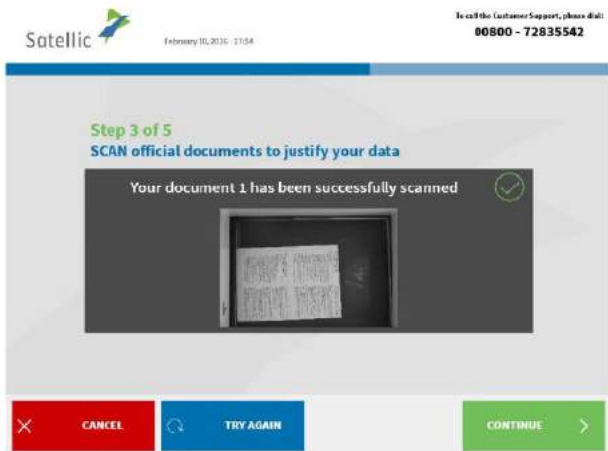 To call the Customer Support, please dial:
00800 - 72835542
Satellic
February 10, 2016 - 17:54
Step 3 of 5
SCAN official documents to justify your data
Your document 1 has been successfully scanned
CANCEL
TRY AGAIN
CONTINUE